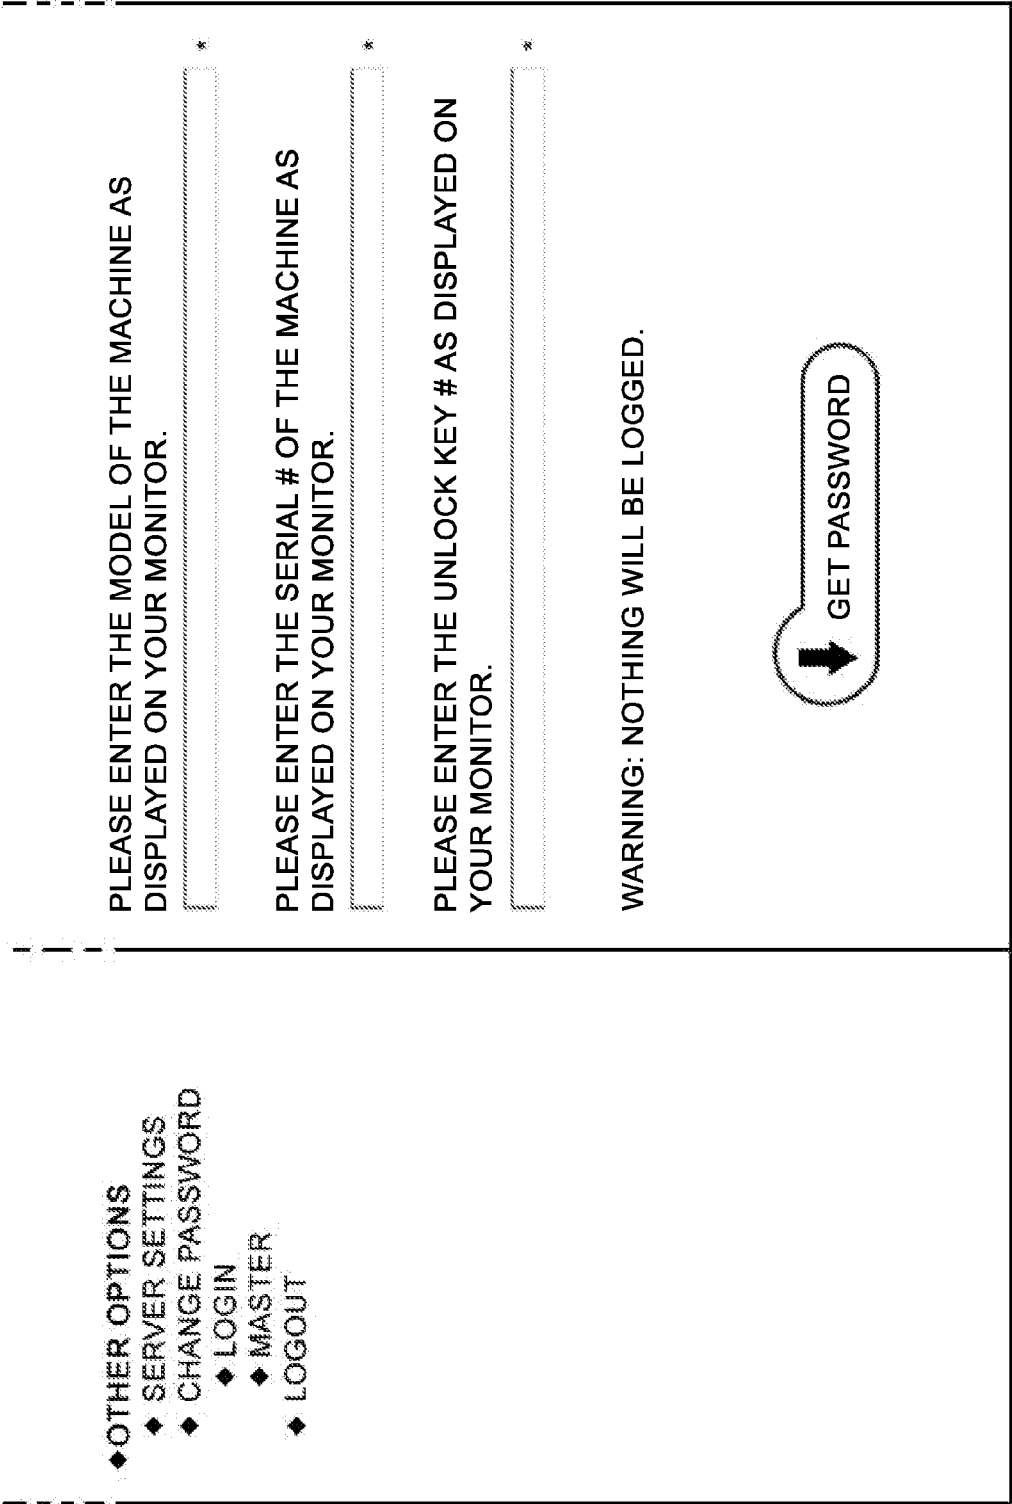 ◆OTHER OPTIONS
◆ SERVER SETTINGS
◆ CHANGE PASSWORD
◆ LOGIN
◆ MASTER
◆ LOGOUT
PLEASE ENTER THE MODEL OF THE MACHINE AS
DISPLAYED ON YOUR MONITOR.
*
PLEASE ENTER THE SERIAL # OF THE MACHINE AS
DISPLAYED ON YOUR MONITOR.
*
PLEASE ENTER THE UNLOCK KEY # AS DISPLAYED ON
YOUR MONITOR.
*
WARNING: NOTHING WILL BE LOGGED.
GET PASSWORD